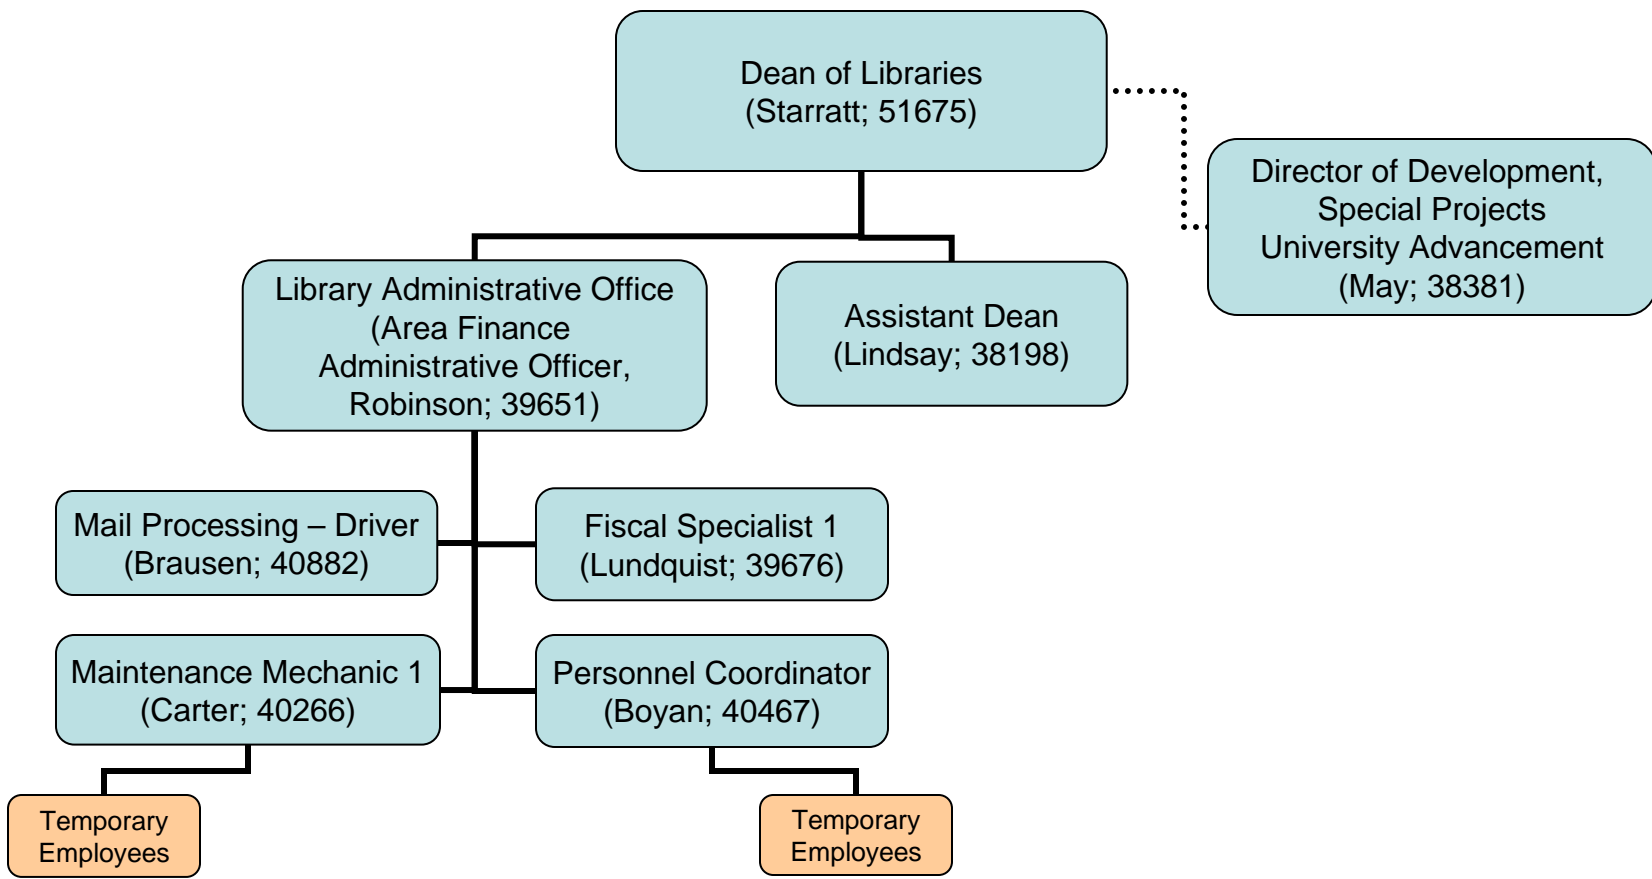 Dean of Libraries
(Starratt; 51675)
Director of Development,
Special Projects
University Advancement
(May; 38381)
Library Administrative Office
(Area Finance
Administrative Officer,
Robinson; 39651)
Assistant Dean
(Lindsay; 38198)
Mail Processing – Driver
(Brausen; 40882)
Fiscal Specialist 1
(Lundquist; 39676)
Maintenance Mechanic 1
(Carter; 40266)
Personnel Coordinator
(Boyan; 40467)
Temporary
Employees
Temporary
Employees